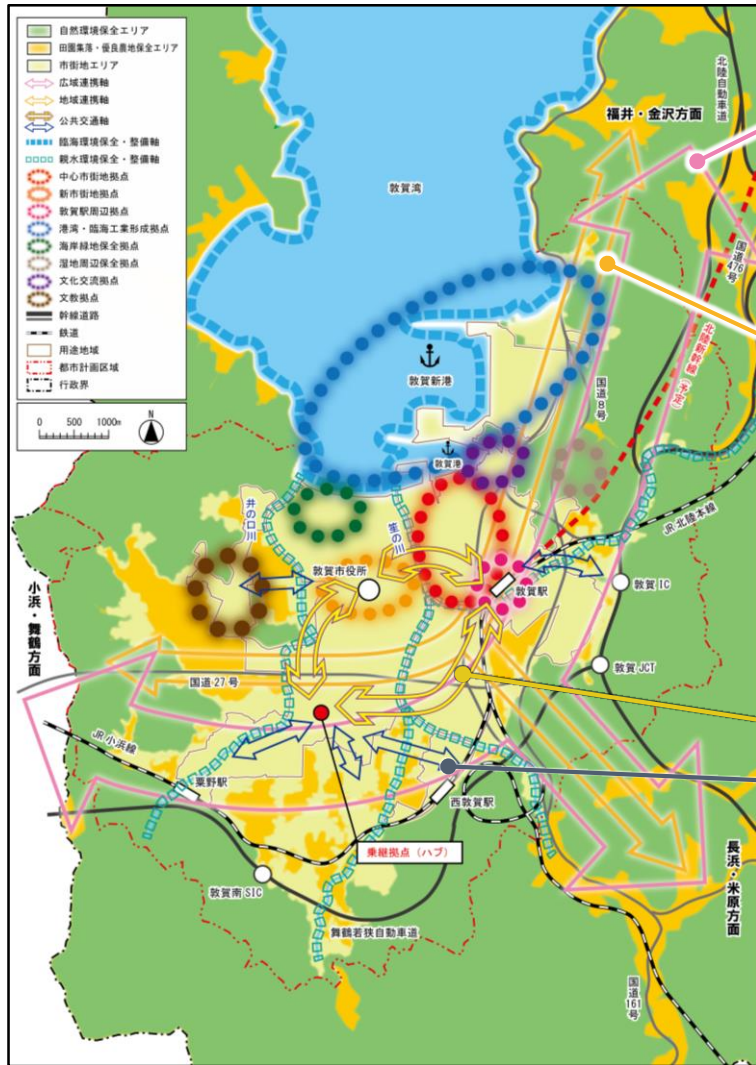 自然環境保全エリア
田園集落・優良農地保全エリア
市街地エリア
広域連携軸
地域連携軸
公共交通軸
臨海環境保全・整備軸
親水環境保全・整備軸
中心市街地拠点
新市街地拠点
敦賀駅周辺拠点
港湾・臨海工業形成拠点
海岸緑地保全拠点
湿地周辺保全拠点
文化交流拠点
文教拠点
幹線道路
鉄道
用途地域
都市計画区域
行政界
0 500 1000m
N
北陸自動車道
福井・金沢方面
敦賀湾
国道476号
北陸新幹線（予定）
国道8号
敦賀新港
敦賀港
井の口川
笙の川
JR北陸本線
敦賀市役所
敦賀駅
敦賀IC
小浜・舞鶴方面
国道27号
敦賀JCT
JR小浜線
粟野駅
西敦賀駅
乗継拠点（ハブ）
敦賀南SIC
舞鶴若狭自動車道
長浜・米原方面
国道161号